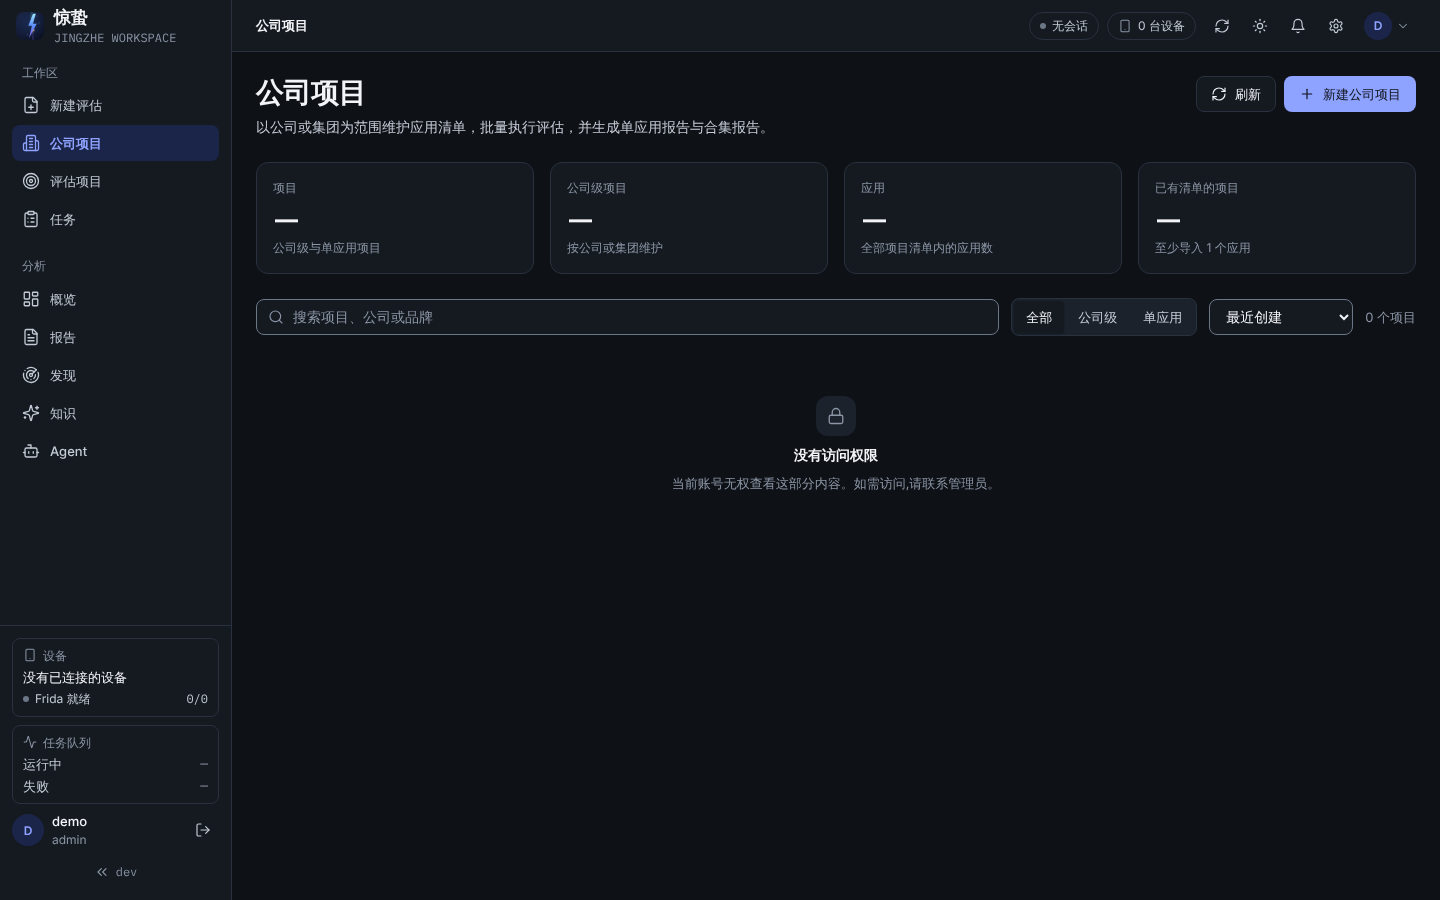 惊蛰
JINGZHE WORKSPACE
工作区
新建评估
公司项目
评估项目
任务
分析
概览
报告
发现
知识
Agent
设备
没有已连接的设备
Frida 就绪 0/0
任务队列
运行中 —
失败 —
D
demo
admin
dev
公司项目
无会话
0 台设备
D
公司项目
以公司或集团为范围维护应用清单，批量执行评估，并生成单应用报告与合集报告。
刷新
新建公司项目
项目
—
公司级与单应用项目
公司级项目
—
按公司或集团维护
应用
—
全部项目清单内的应用数
已有清单的项目
—
至少导入 1 个应用
搜索项目、公司或品牌
全部
公司级
单应用
最近创建
0 个项目
没有访问权限
当前账号无权查看这部分内容。如需访问,请联系管理员。